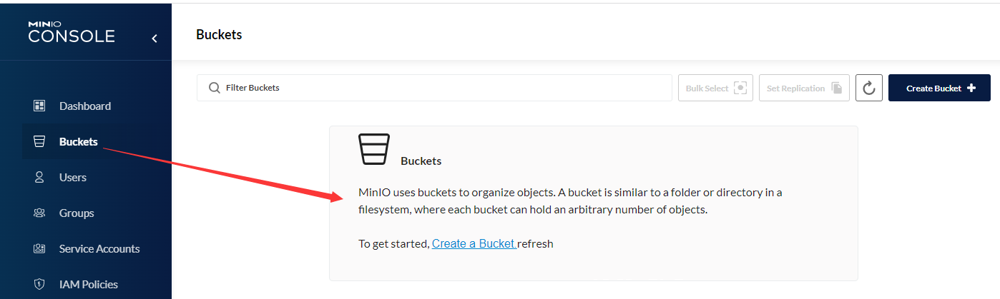 MINIO
CONSOLE
Buckets
Filter Buckets
Bulk Select
Set Replication
Create Bucket
Dashboard
Buckets
Users
Groups
Service Accounts
IAM Policies
Buckets
MinIO uses buckets to organize objects. A bucket is similar to a folder or directory in a
filesystem, where each bucket can hold an arbitrary number of objects.
To get started, Create a Bucket.refresh